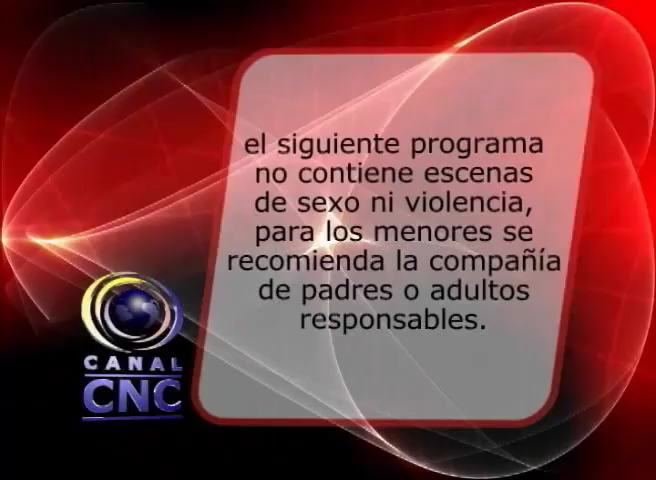 el siguiente programa
no contiene escenas
de sexo ni violencia,
para los menores se
recomienda la compañía
de padres o adultos
responsables.
CANAL
CNC